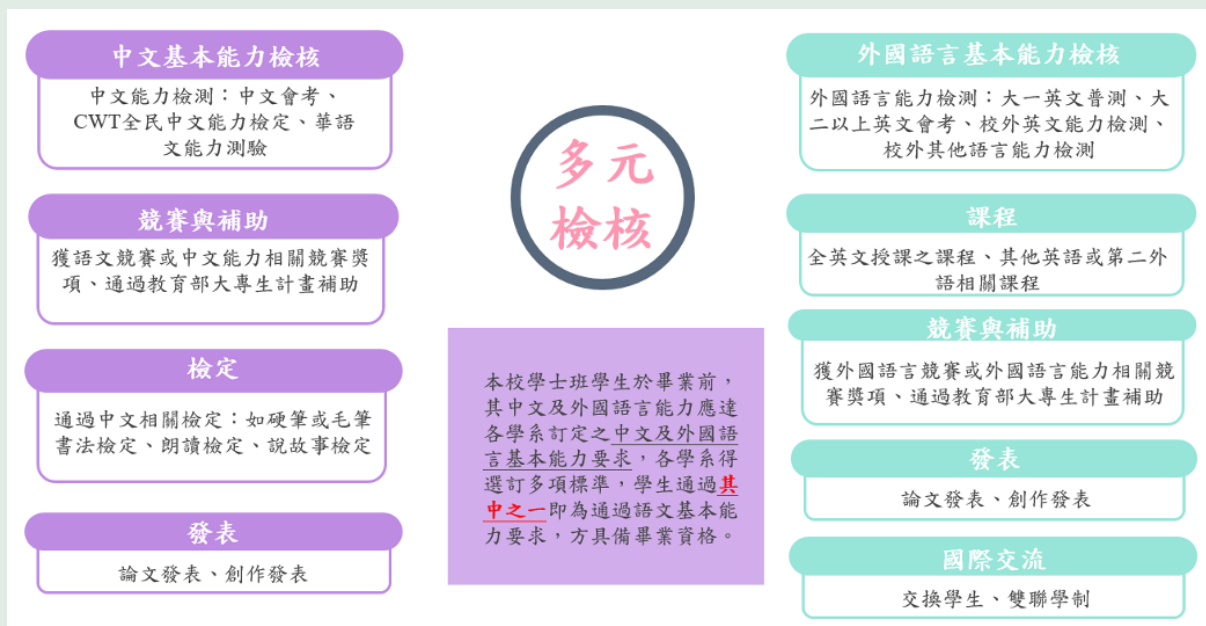 中文基本能力檢核
中文能力檢測：中文會考、
CWT全民中文能力檢定、華語
文能力測驗
競賽與補助
獲語文競賽或中文能力相關競賽獎
項、通過教育部大專生計畫補助
檢定
通過中文相關檢定：如硬筆或毛筆
書法檢定、朗讀檢定、說故事檢定
發表
論文發表、創作發表
多元
檢核
本校學士班學生於畢業前，
其中文及外國語言能力應達
各學系訂定之中文及外國語
言基本能力要求，各學系得
選訂多項標準，學生通過其
中之一即為通過語文基本能
力要求，方具備畢業資格。
外國語言基本能力檢核
外國語言能力檢測：大一英文普測、大
二以上英文會考、校外英文能力檢測、
校外其他語言能力檢測
課程
全英文授課之課程、其他英語或第二外
語相關課程
競賽與補助
獲外國語言競賽或外國語言能力相關競
賽獎項、通過教育部大專生計畫補助
發表
論文發表、創作發表
國際交流
交換學生、雙聯學制